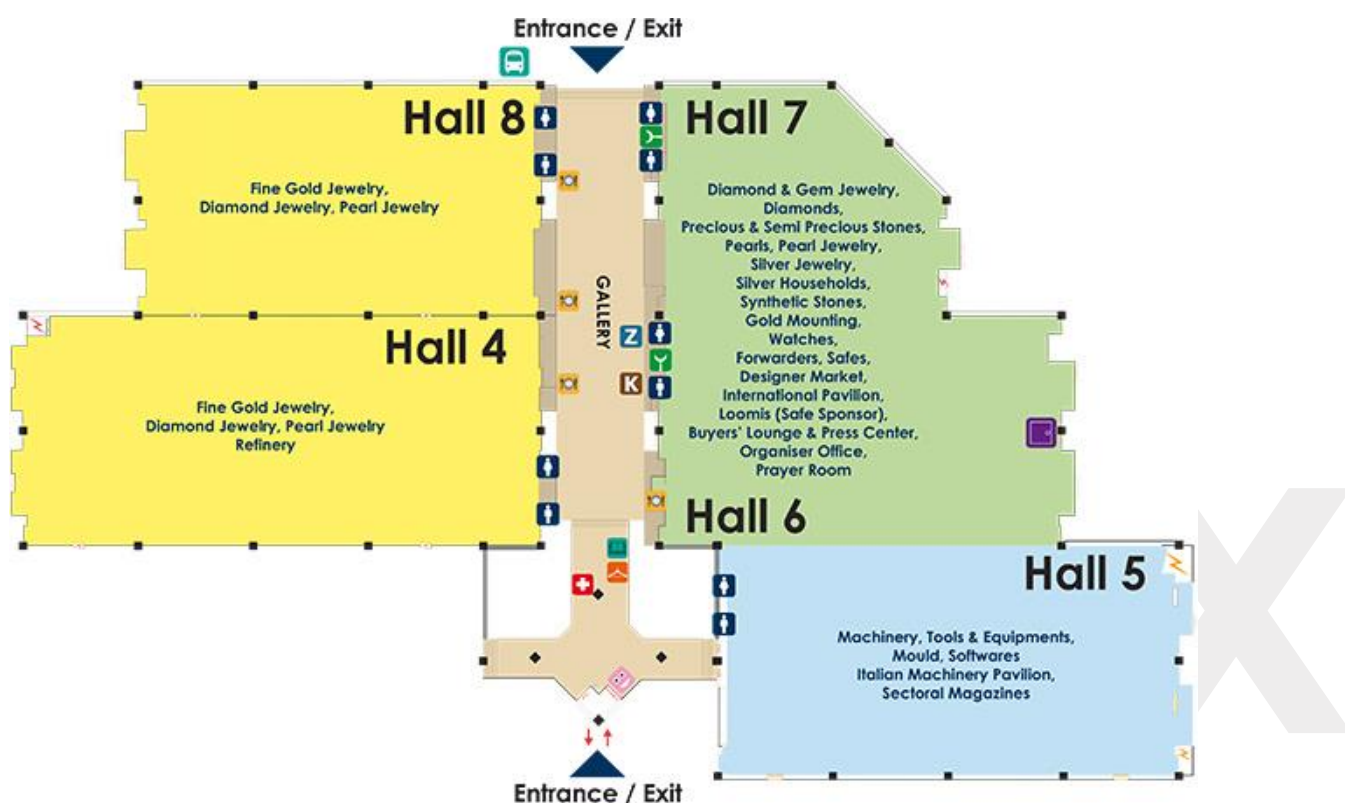 Entrance / Exit
Hall 8
Fine Gold Jewelry,
Diamond Jewelry, Pearl Jewelry
Hall 7
Diamond & Gem Jewelry,
Diamonds,
Precious & Semi Precious Stones,
Pearls, Pearl Jewelry,
Silver Jewelry,
Silver Households,
Synthetic Stones,
Gold Mounting,
Watches,
Forwarders, Safes,
Designer Market,
International Pavilion,
Loomis (Safe Sponsor),
Buyers' Lounge & Press Center,
Organiser Office,
Prayer Room
Hall 6
GALLERY
Z
K
Hall 4
Fine Gold Jewelry,
Diamond Jewelry, Pearl Jewelry
Refinery
Hall 5
Machinery, Tools & Equipments,
Mould, Softwares
Italian Machinery Pavilion,
Sectoral Magazines
X
Entrance / Exit